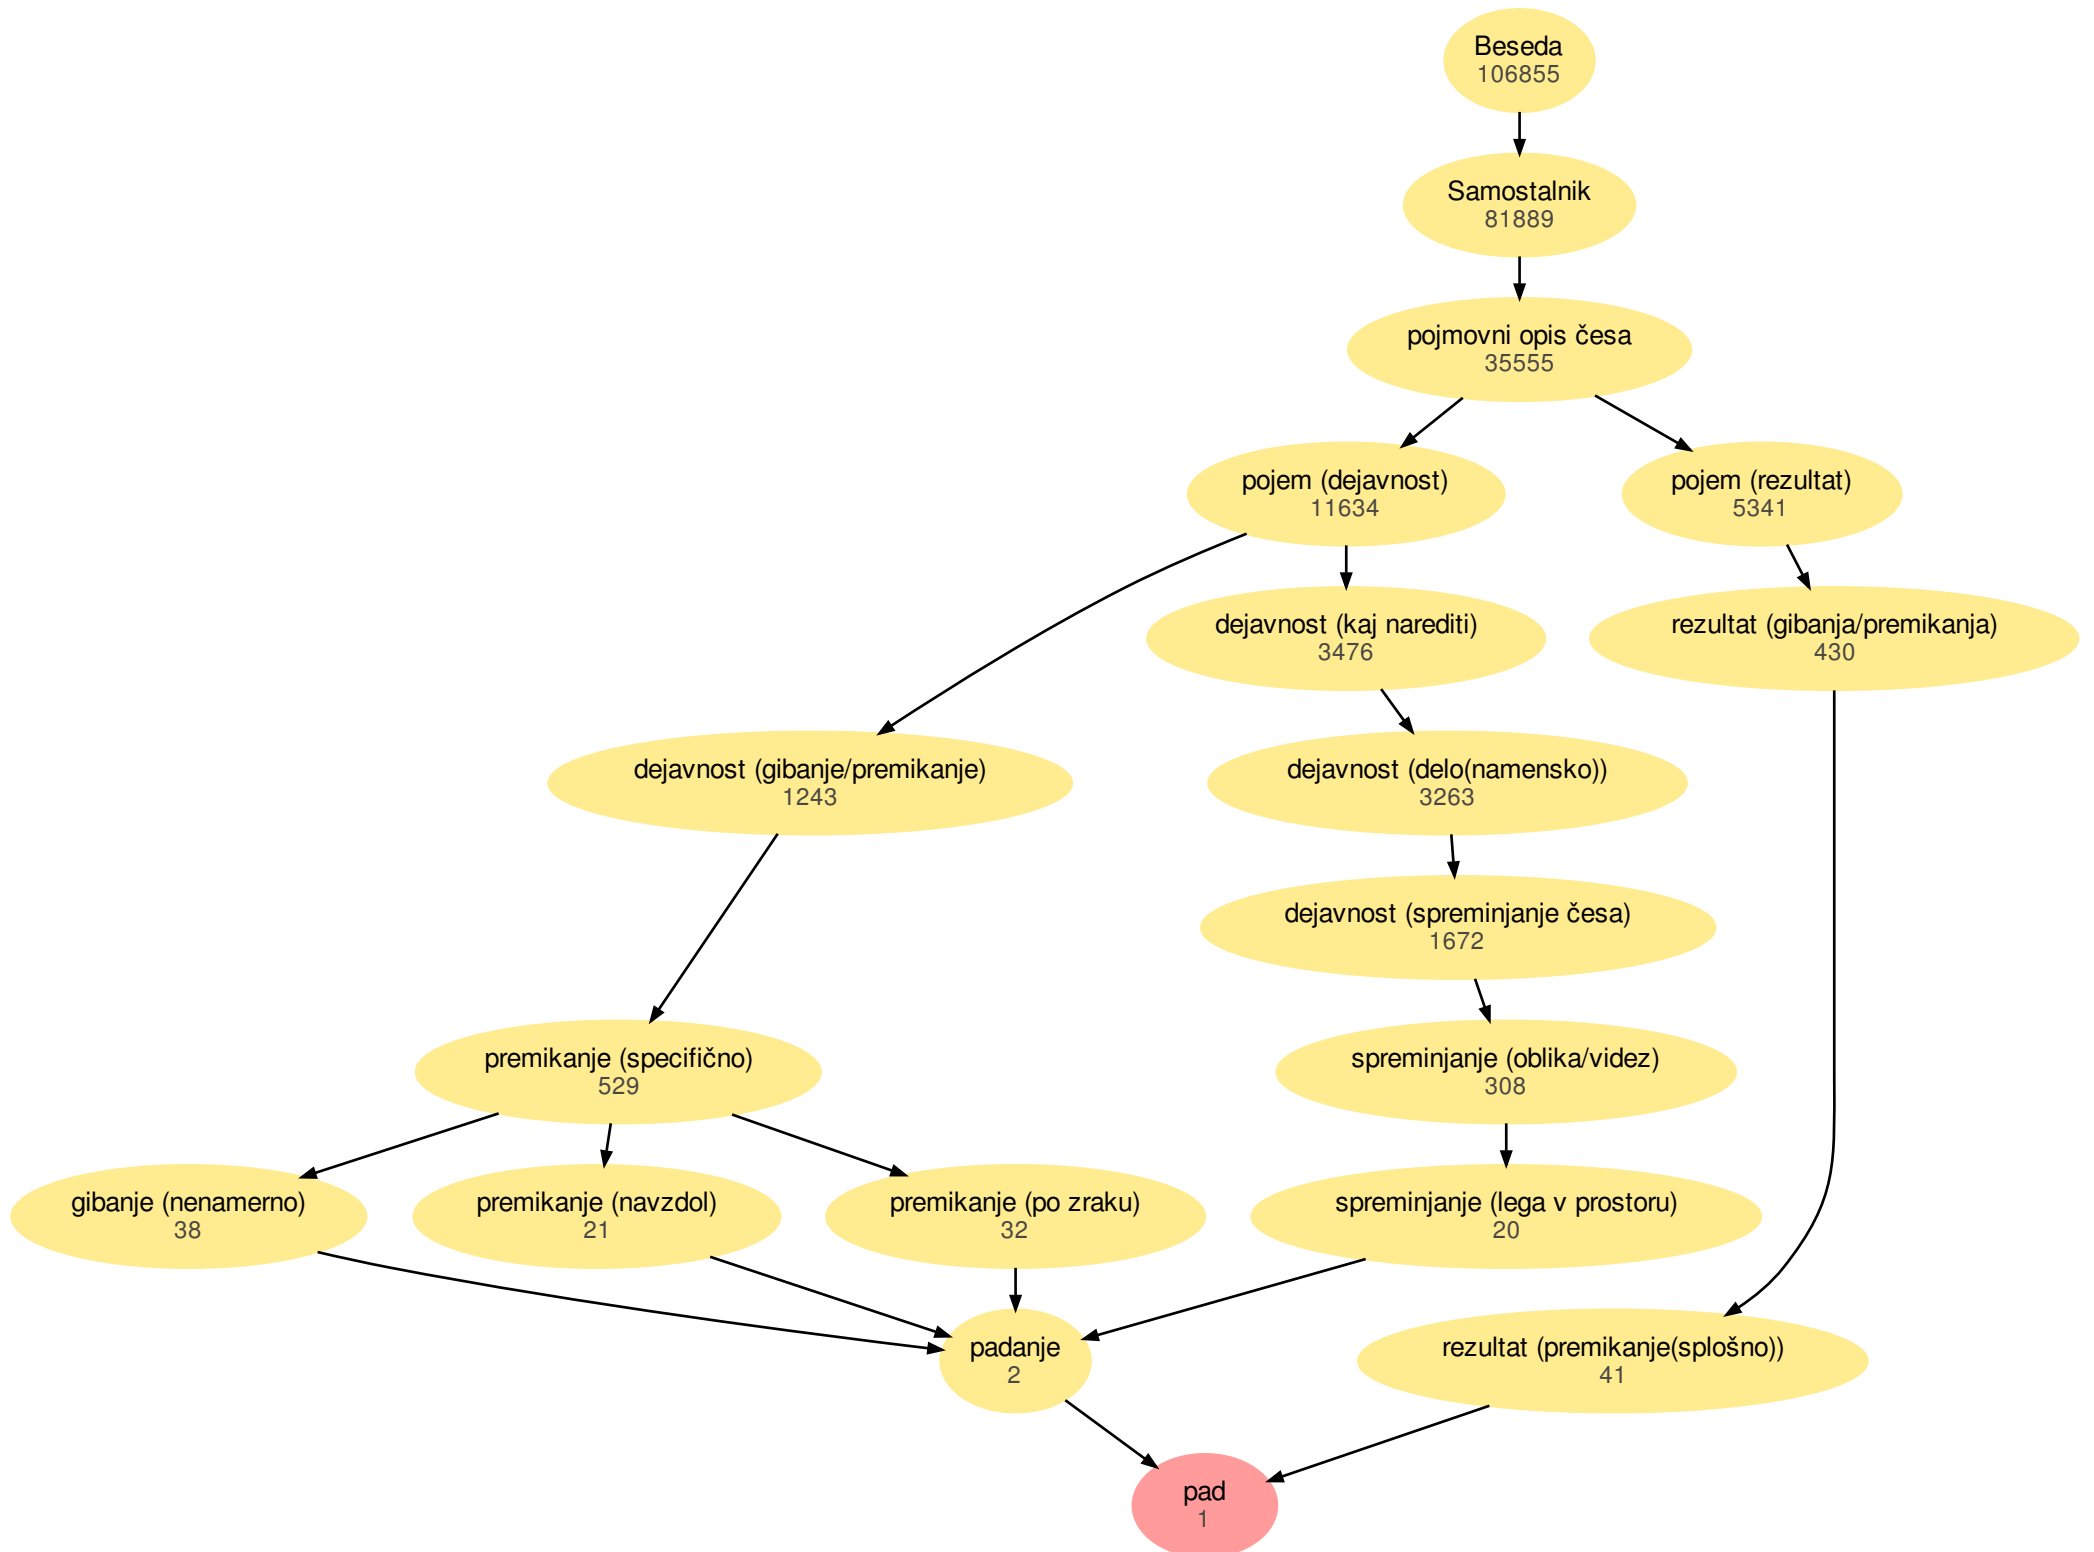 Beseda
106855
Samostalnik
81889
pojmovni opis česa
35555
pojem (dejavnost)
11634
pojem (rezultat)
5341
dejavnost (kaj narediti)
3476
rezultat (gibanja/premikanja)
430
dejavnost (gibanje/premikanje)
1243
dejavnost (delo(namensko))
3263
dejavnost (spreminjanje česa)
1672
premikanje (specifično)
529
spreminjanje (oblika/videz)
308
gibanje (nenamerno)
38
premikanje (navzdol)
21
premikanje (po zraku)
32
spreminjanje (lega v prostoru)
20
padanje
2
rezultat (premikanje(splošno))
41
pad
1